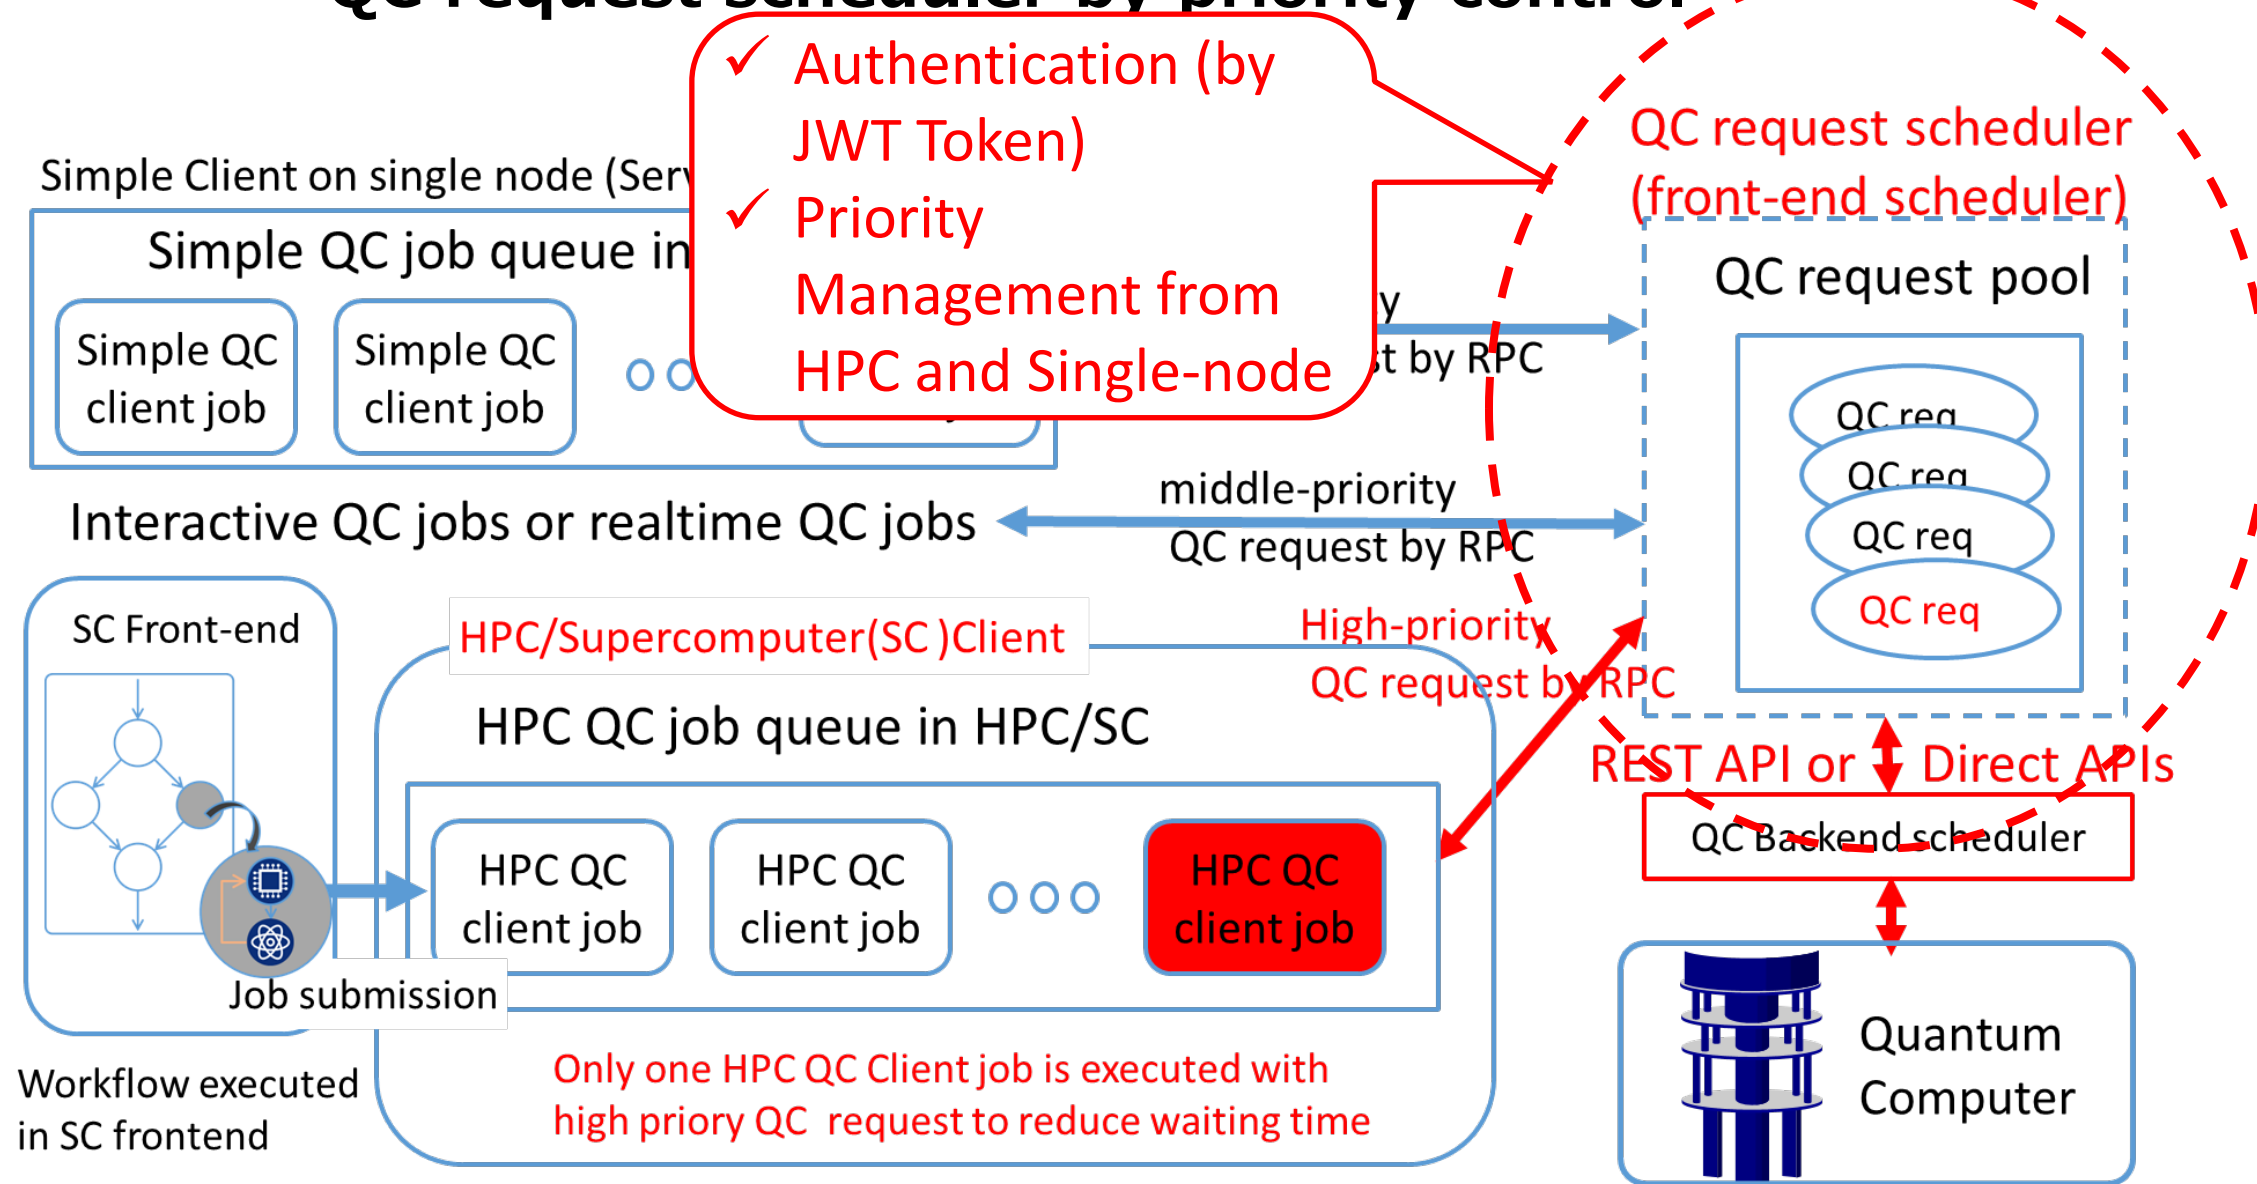 QC request scheduler by priority control
✓ Authentication (by
JWT Token)
✓ Priority
Management from
HPC and Single-node
Simple Client on single node
Simple QC job queue in
Simple QC
client job
Simple QC
client job
by RPC
QC request scheduler
(front-end scheduler)
QC request pool
QC req
QC req
QC req
QC req
Interactive QC jobs or realtime QC jobs
middle-priority
QC request by RPC
SC Front-end
HPC/Supercomputer(SC )Client
High-priority
QC request by RPC
HPC QC job queue in HPC/SC
HPC QC
client job
HPC QC
client job
HPC QC
client job
Job submission
Workflow executed
in SC frontend
Only one HPC QC Client job is executed with
high priory QC request to reduce waiting time
REST API or Direct APIs
QC Backend scheduler
Quantum
Computer